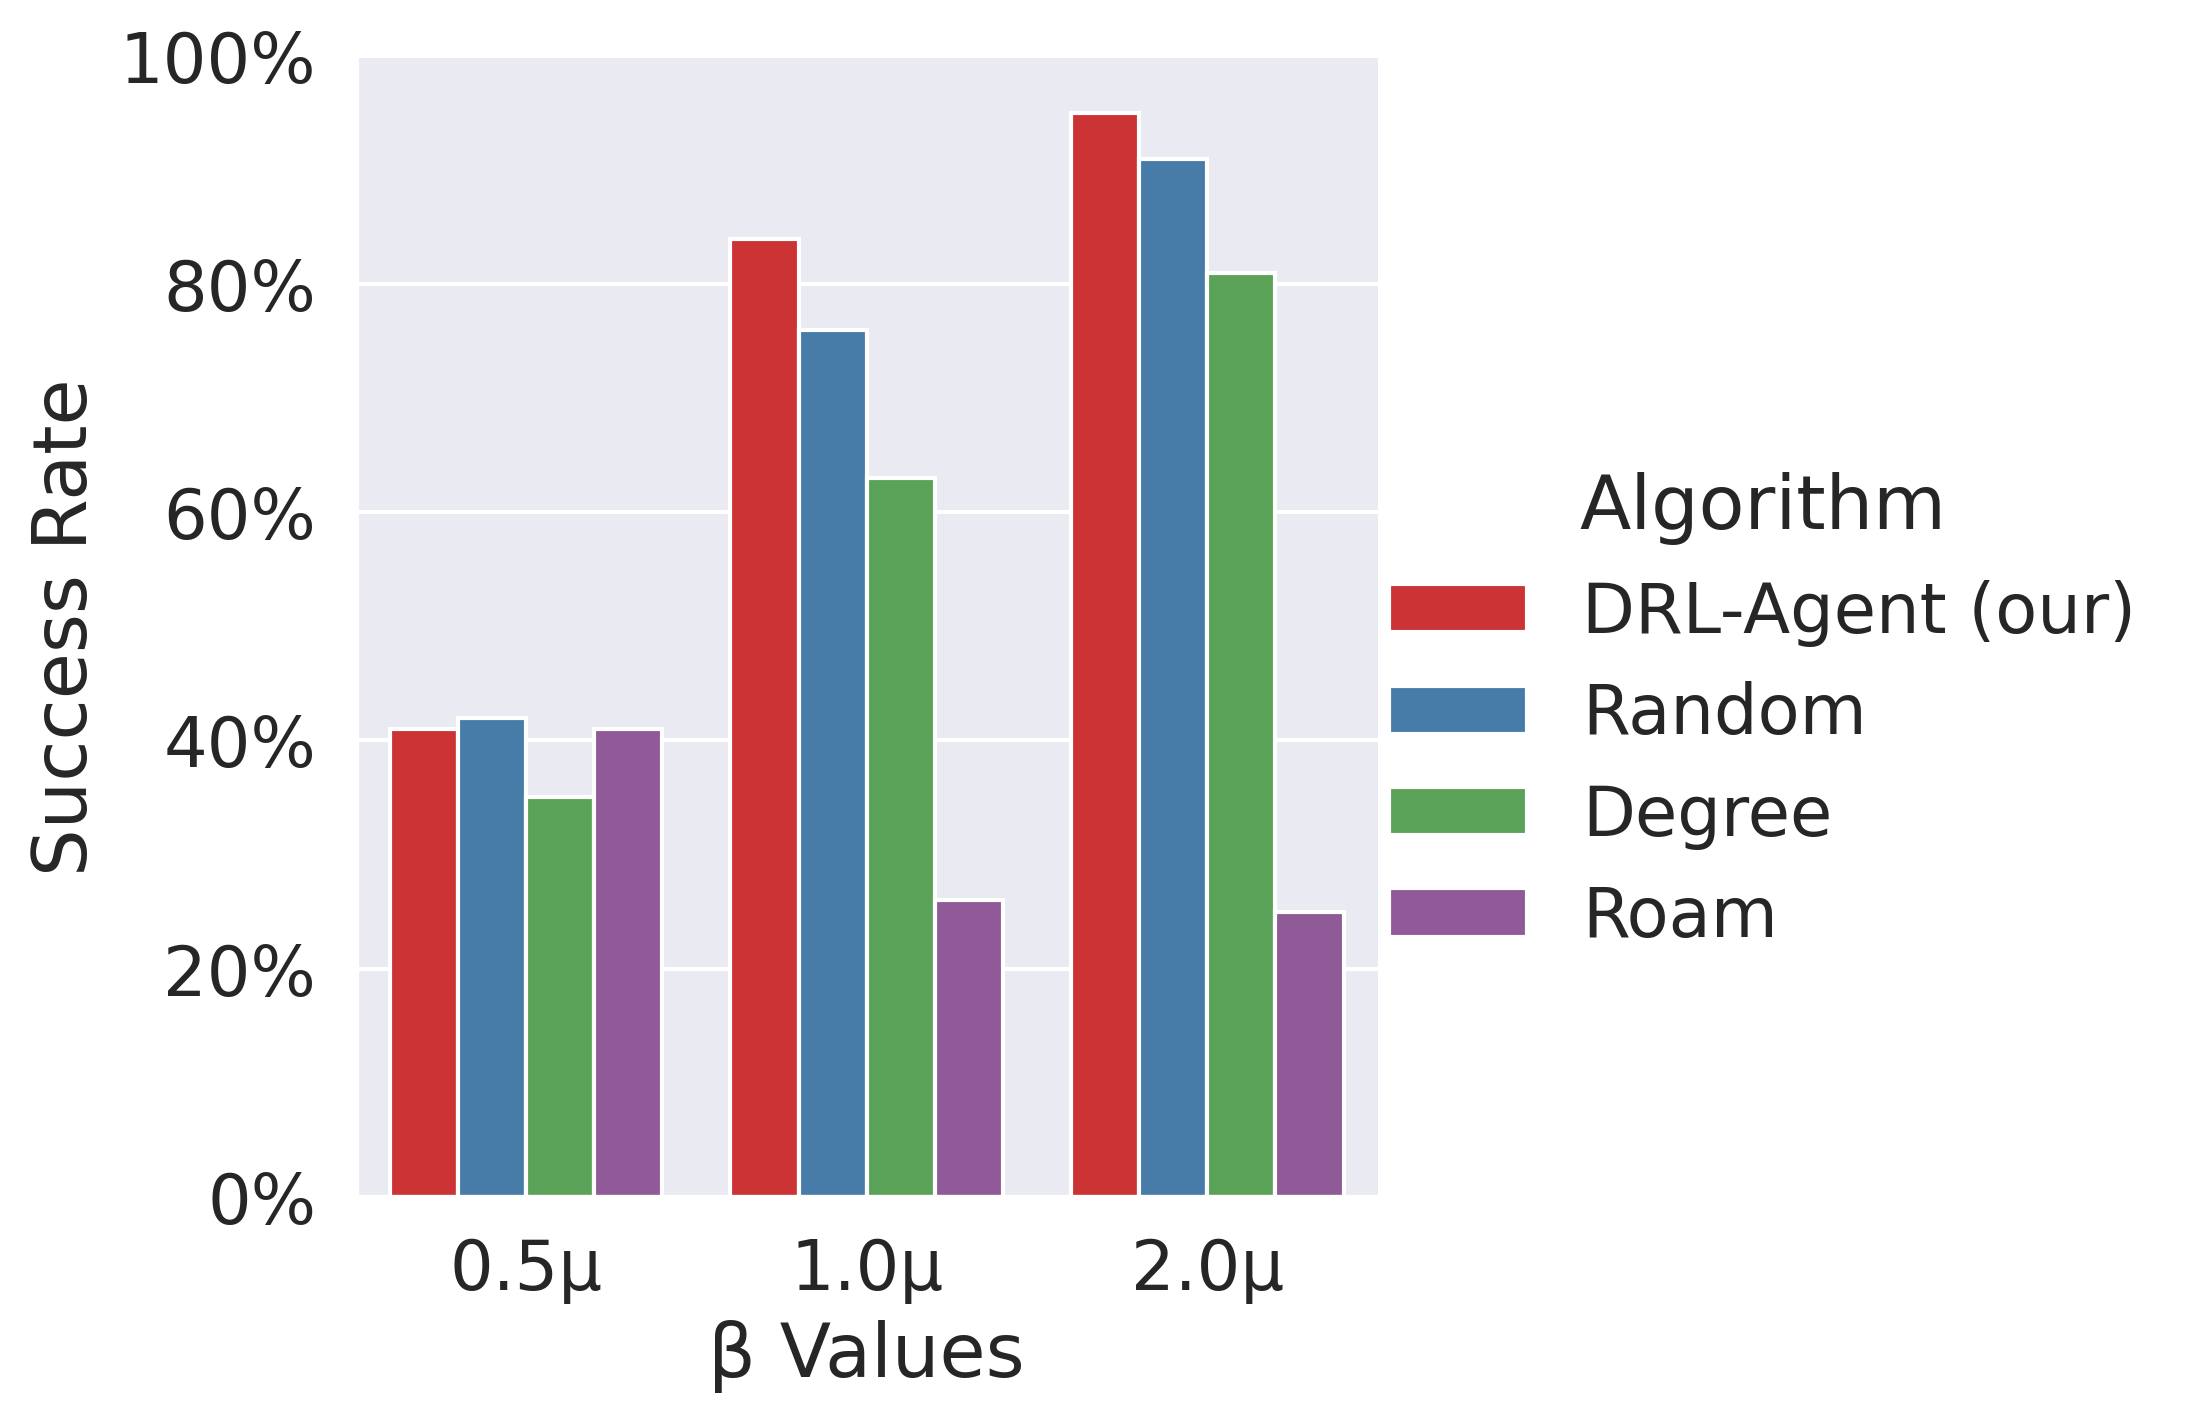 100%
80%
60%
40%
20%
0%
Success Rate
0.5μ
1.0μ
2.0μ
β Values
Algorithm
DRL-Agent (our)
Random
Degree
Roam